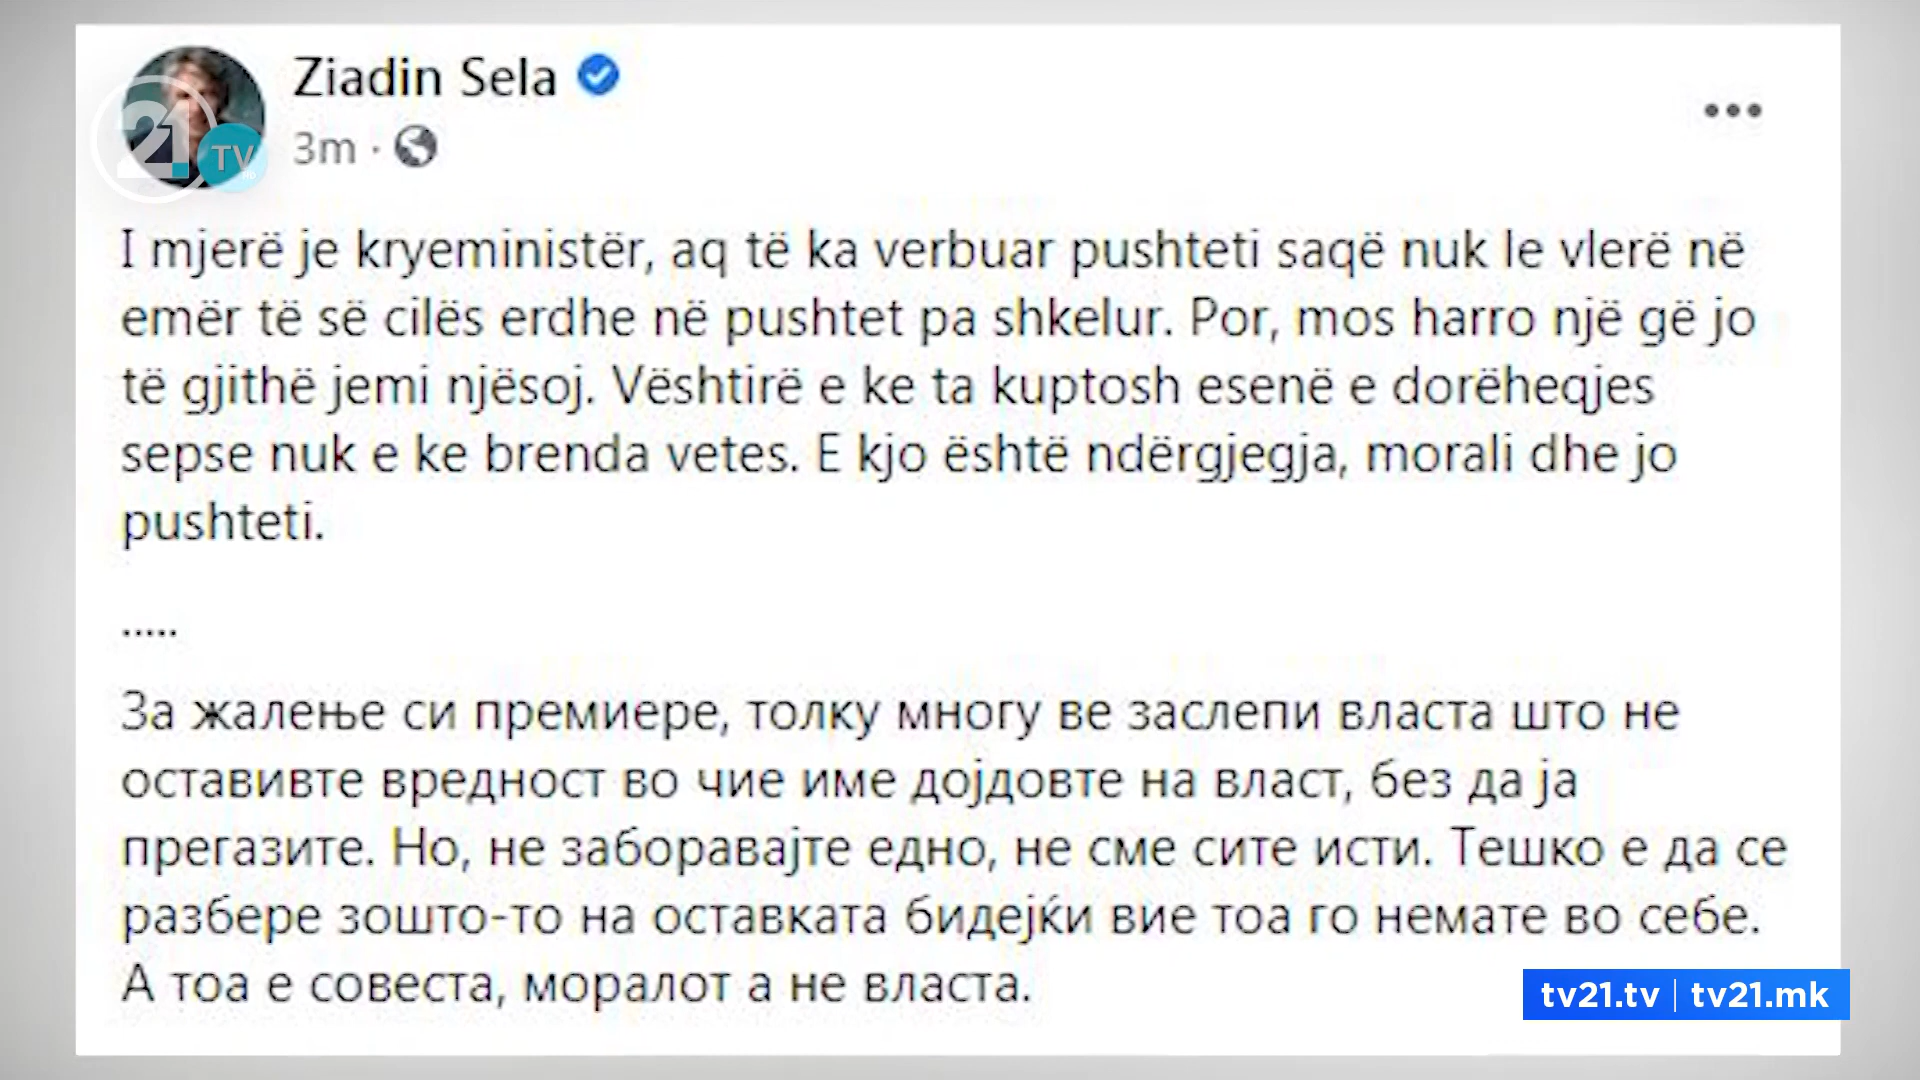 Ziadin Sela
3m ·
21 TV HD
I mjerë je kryeministër, aq të ka verbuar pushteti saqë nuk le vlerë në
emër të së cilës erdhe në pushtet pa shkelur. Por, mos harro një gë jo
të gjithë jemi njësoj. Vështirë e ke ta kuptosh esenë e dorëheqjes
sepse nuk e ke brenda vetes. E kjo është ndërgjegja, morali dhe jo
pushteti.
.....
За жалење си премиере, толку многу ве заслепи власта што не
оставивте вредност во чие име дојдовте на власт, без да ја
прегазите. Но, не заборавајте едно, не сме сите исти. Тешко е да се
разбере зошто-то на оставката бидејќи вие тоа го немате во себе.
А тоа е совеста, моралот а не власта.
tv21.tv | tv21.mk